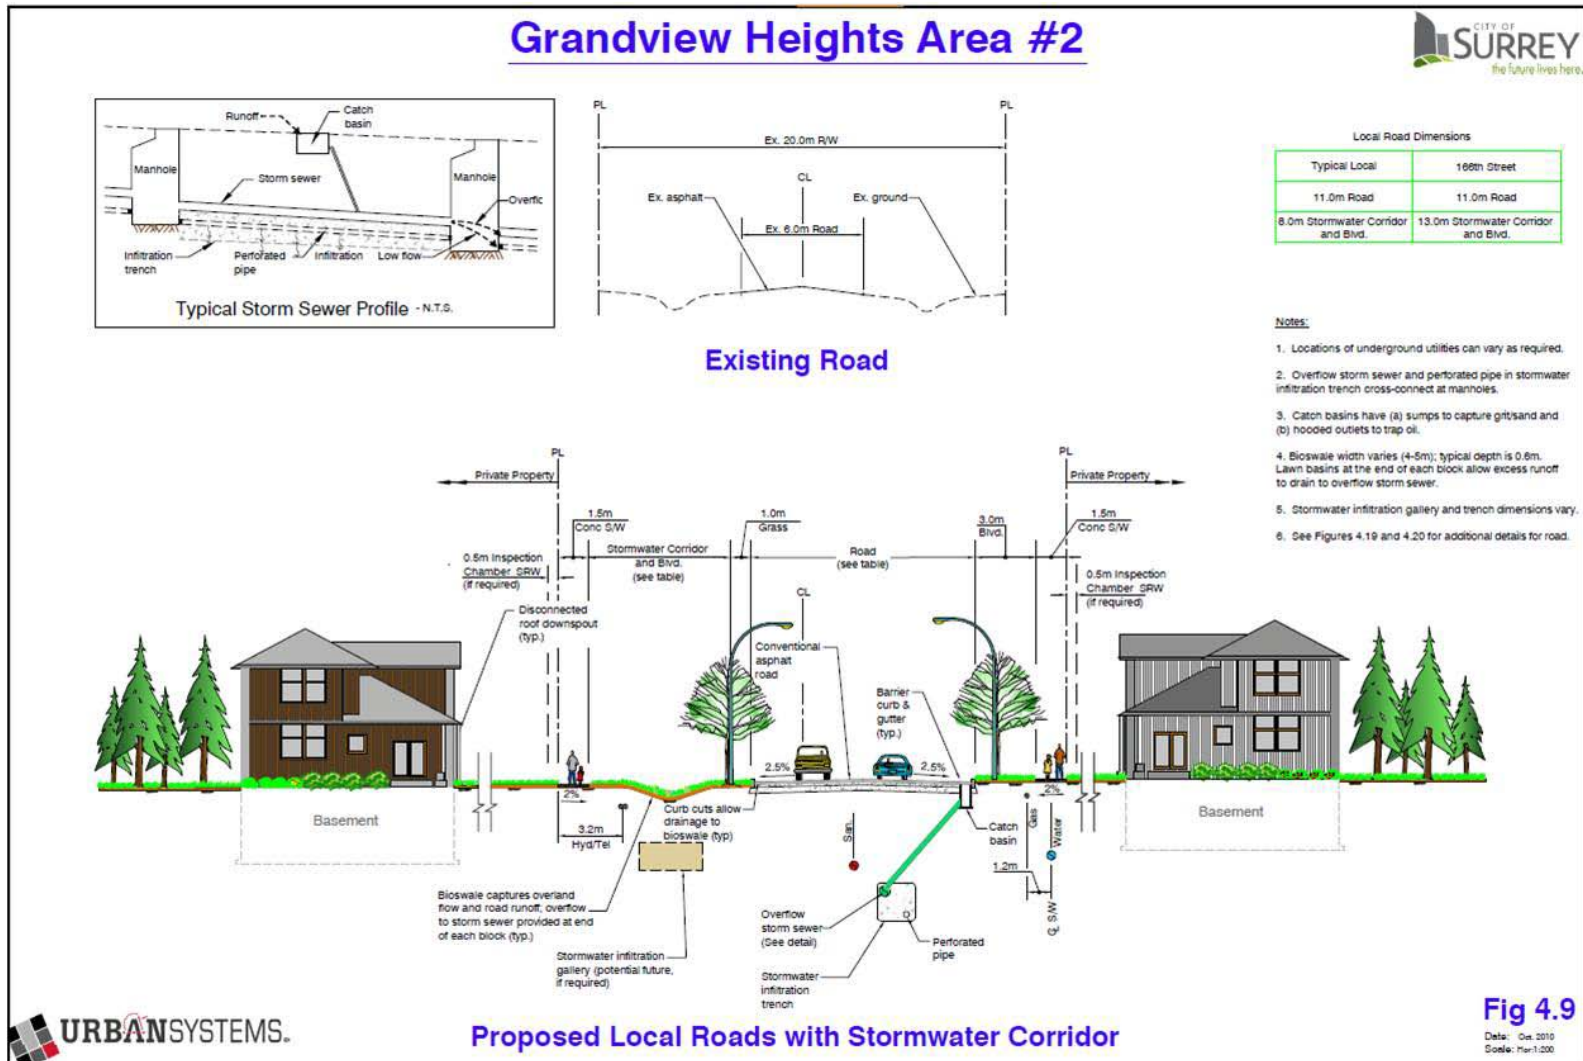 Grandview Heights Area #2
CITY OF
SURREY
the future lives here.
Runoff
Catch
basin
Manhole
Storm sewer
Manhole
Infiltration
trench
Perforated
pipe
Infiltration
Low flow
Typical Storm Sewer Profile - N.T.S.
PL
PL
Ex. 20.0m R/W
CL
Ex. asphalt
Ex. ground
Ex. 6.0m Road
Existing Road
Local Road Dimensions
Typical Local
166th Street
11.0m Road
11.0m Road
8.0m Stormwater Corridor
and Blvd.
13.0m Stormwater Corridor
and Blvd.
Notes:
1. Locations of underground utilities can vary as required.
2. Overflow storm sewer and perforated pipe in stormwater
infiltration trench cross-connect at manholes.
3. Catch basins have (a) sumps to capture grit/sand and
(b) hooded outlets to trap oil.
4. Bioswale width varies (4-5m); typical depth is 0.6m.
Lawn basins at the end of each block allow excess runoff
to drain to overflow storm sewer.
5. Stormwater infiltration gallery and trench dimensions vary.
6. See Figures 4.19 and 4.20 for additional details for road.
PL
PL
Private Property
Private Property
1.5m
Conc S/W
1.0m
Grass
3.0m
Blvd.
1.5m
Conc S/W
Stormwater Corridor
and Blvd.
(see table)
Road
(see table)
0.5m Inspection
Chamber SRW
(if required)
0.5m Inspection
Chamber SRW
(if required)
CL
Disconnected
roof downspout
(typ.)
Conventional
asphalt
road
Barrier
curb &
gutter
(typ.)
2.5%
2.5%
2%
2%
Basement
Basement
3.2m
Hyd/Tel
Curb cuts allow
drainage to
bioswale (typ)
San.
Catch
basin
Gas
Water
1.2m
CL S/W
Bioswale captures overland
flow and road runoff; overflow
to storm sewer provided at end
of each block (typ.)
Stormwater infiltration
gallery (potential future,
if required)
Overflow
storm sewer
(See detail)
Perforated
pipe
Stormwater
infiltration
trench
URBANSYSTEMS.
Proposed Local Roads with Stormwater Corridor
Fig 4.9
Date: Oct. 2010
Scale: Hor:1:200